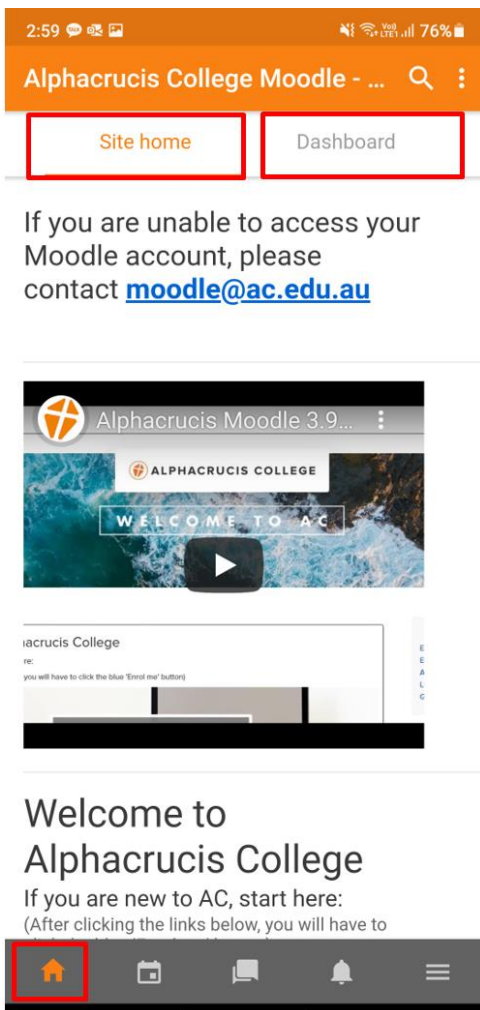 2:59 76%
Alphacrucis College Moodle - ...
Site home Dashboard
If you are unable to access your
Moodle account, please
contact moodle@ac.edu.au
Alphacrucis Moodle 3.9...
ALPHACRUCIS COLLEGE
WELCOME TO AC
acrucis College
re:
you will have to click the blue 'Enrol me' button)
E
E
A
L
G
Welcome to
Alphacrucis College
If you are new to AC, start here:
(After clicking the links below, you will have to